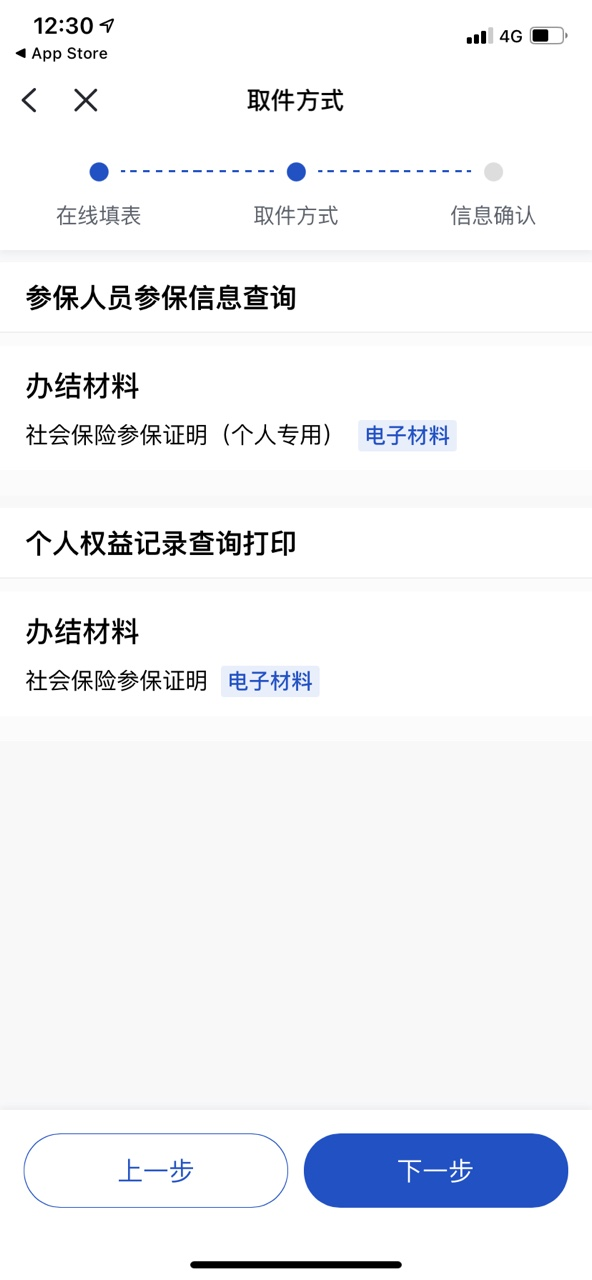 12:30
4G
◀ App Store
取件方式
在线填表
取件方式
信息确认
参保人员参保信息查询
办结材料
社会保险参保证明（个人专用） 电子材料
个人权益记录查询打印
办结材料
社会保险参保证明 电子材料
上一步
下一步